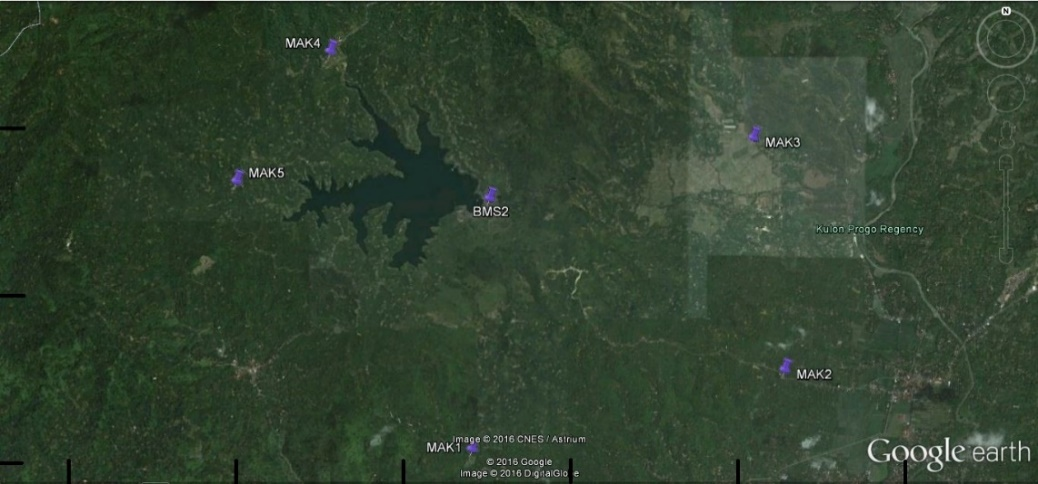 N
MAK4
MAK3
MAK5
BMS2
Kulon Progo Regency
MAK2
MAK1
Image © 2016 CNES / Astrium
© 2016 Google
Image © 2016 DigitalGlobe
Google earth